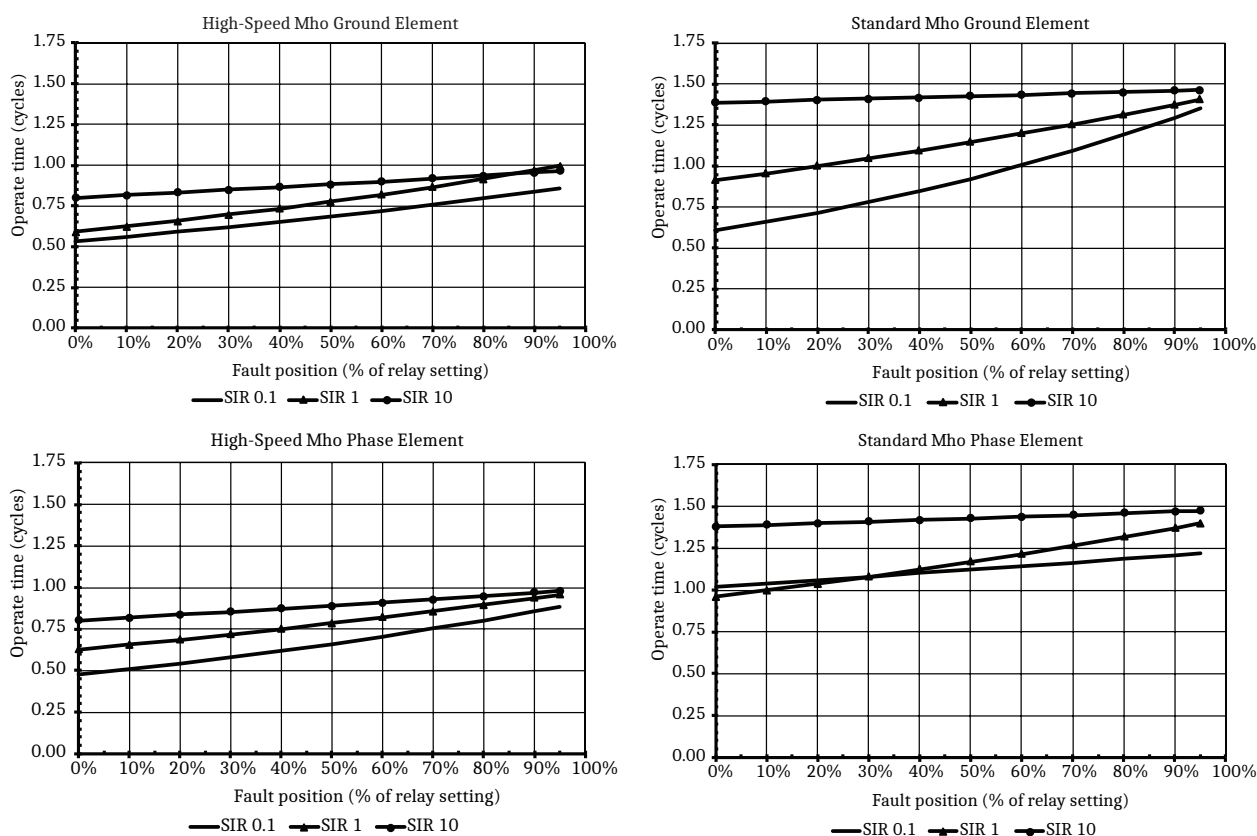 High-Speed Mho Ground Element
1.75
1.50
1.25
1.00
0.75
0.50
0.25
0.00
Operate time (cycles)
0% 10% 20% 30% 40% 50% 60% 70% 80% 90% 100%
Fault position (% of relay setting)
SIR 0.1 SIR 1 SIR 10
Standard Mho Ground Element
1.75
1.50
1.25
1.00
0.75
0.50
0.25
0.00
Operate time (cycles)
0% 10% 20% 30% 40% 50% 60% 70% 80% 90% 100%
Fault position (% of relay setting)
SIR 0.1 SIR 1 SIR 10
High-Speed Mho Phase Element
1.75
1.50
1.25
1.00
0.75
0.50
0.25
0.00
Operate time (cycles)
0% 10% 20% 30% 40% 50% 60% 70% 80% 90% 100%
Fault position (% of relay setting)
SIR 0.1 SIR 1 SIR 10
Standard Mho Phase Element
1.75
1.50
1.25
1.00
0.75
0.50
0.25
0.00
Operate time (cycles)
0% 10% 20% 30% 40% 50% 60% 70% 80% 90% 100%
Fault position (% of relay setting)
SIR 0.1 SIR 1 SIR 10